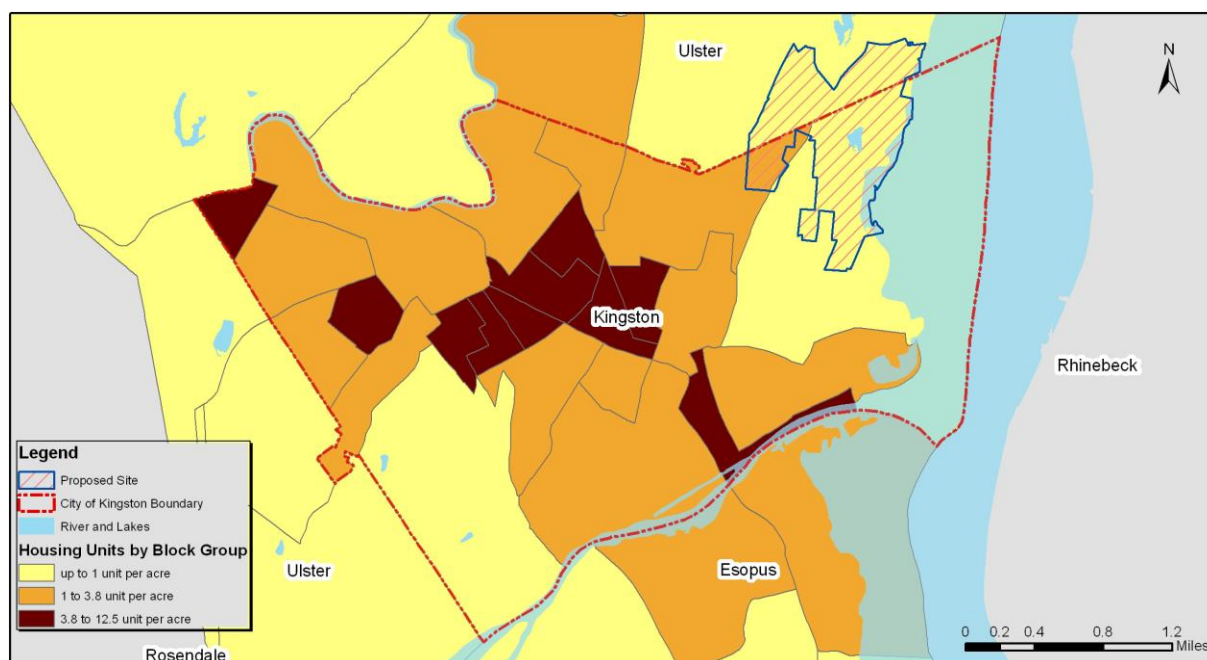 Ulster
N
Kingston
Rhinebeck
Legend
Proposed Site
City of Kingston Boundary
River and Lakes
Housing Units by Block Group
up to 1 unit per acre
1 to 3.8 unit per acre
3.8 to 12.5 unit per acre
Ulster
Esopus
Rosendale
0 0.2 0.4 0.8 1.2
Miles